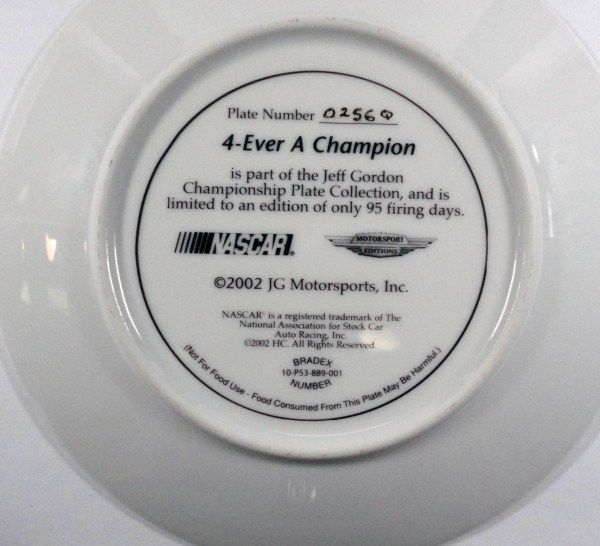 Plate Number 0256Q
4-Ever A Champion
is part of the Jeff Gordon
Championship Plate Collection, and is
limited to an edition of only 95 firing days.
NASCAR. MOTORSPORT
EDITIONS
©2002 JG Motorsports, Inc.
NASCAR® is a registered trademark of The
National Association for Stock Car
Auto Racing, Inc.
©2002 HC. All Rights Reserved.
BRADEX
10-P53-889-001
NUMBER
(Not For Food Use - Food Consumed From This Plate May Be Harmful.)